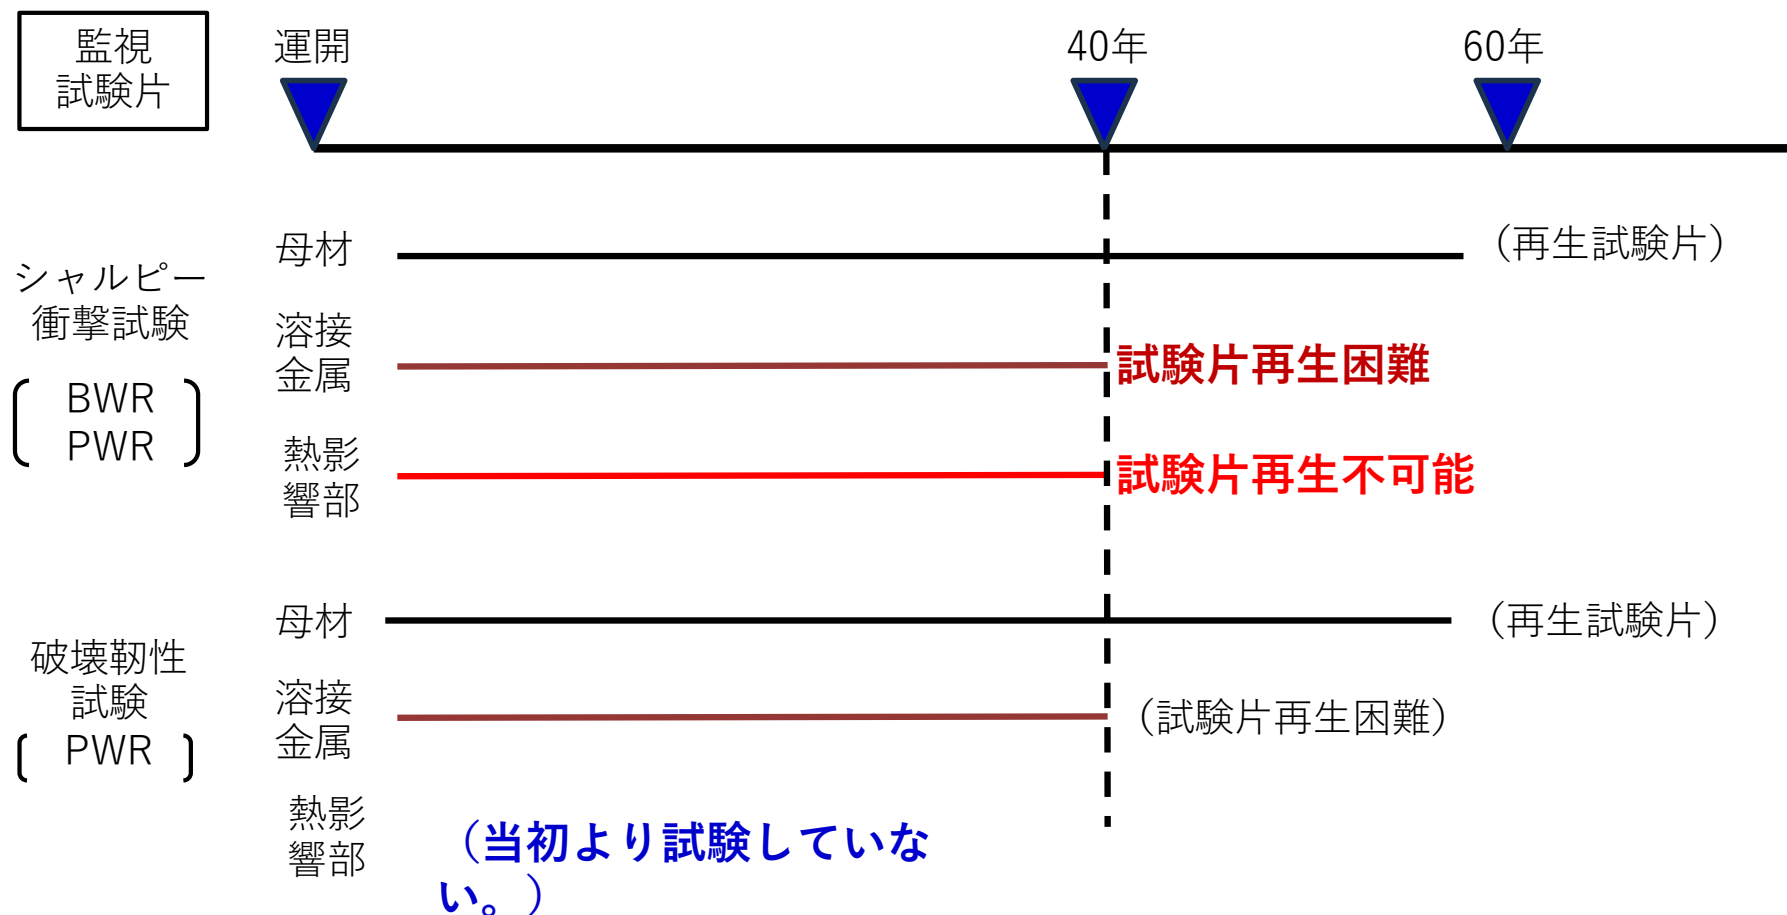 監視
試験片
運開
40年
60年
シャルピー
衝撃試験
BWR
PWR
母材
（再生試験片）
溶接
金属
試験片再生困難
熱影
響部
試験片再生不可能
破壊靭性
試験
PWR
母材
（再生試験片）
溶接
金属
（試験片再生困難）
熱影
響部
（当初より試験していな
い。）